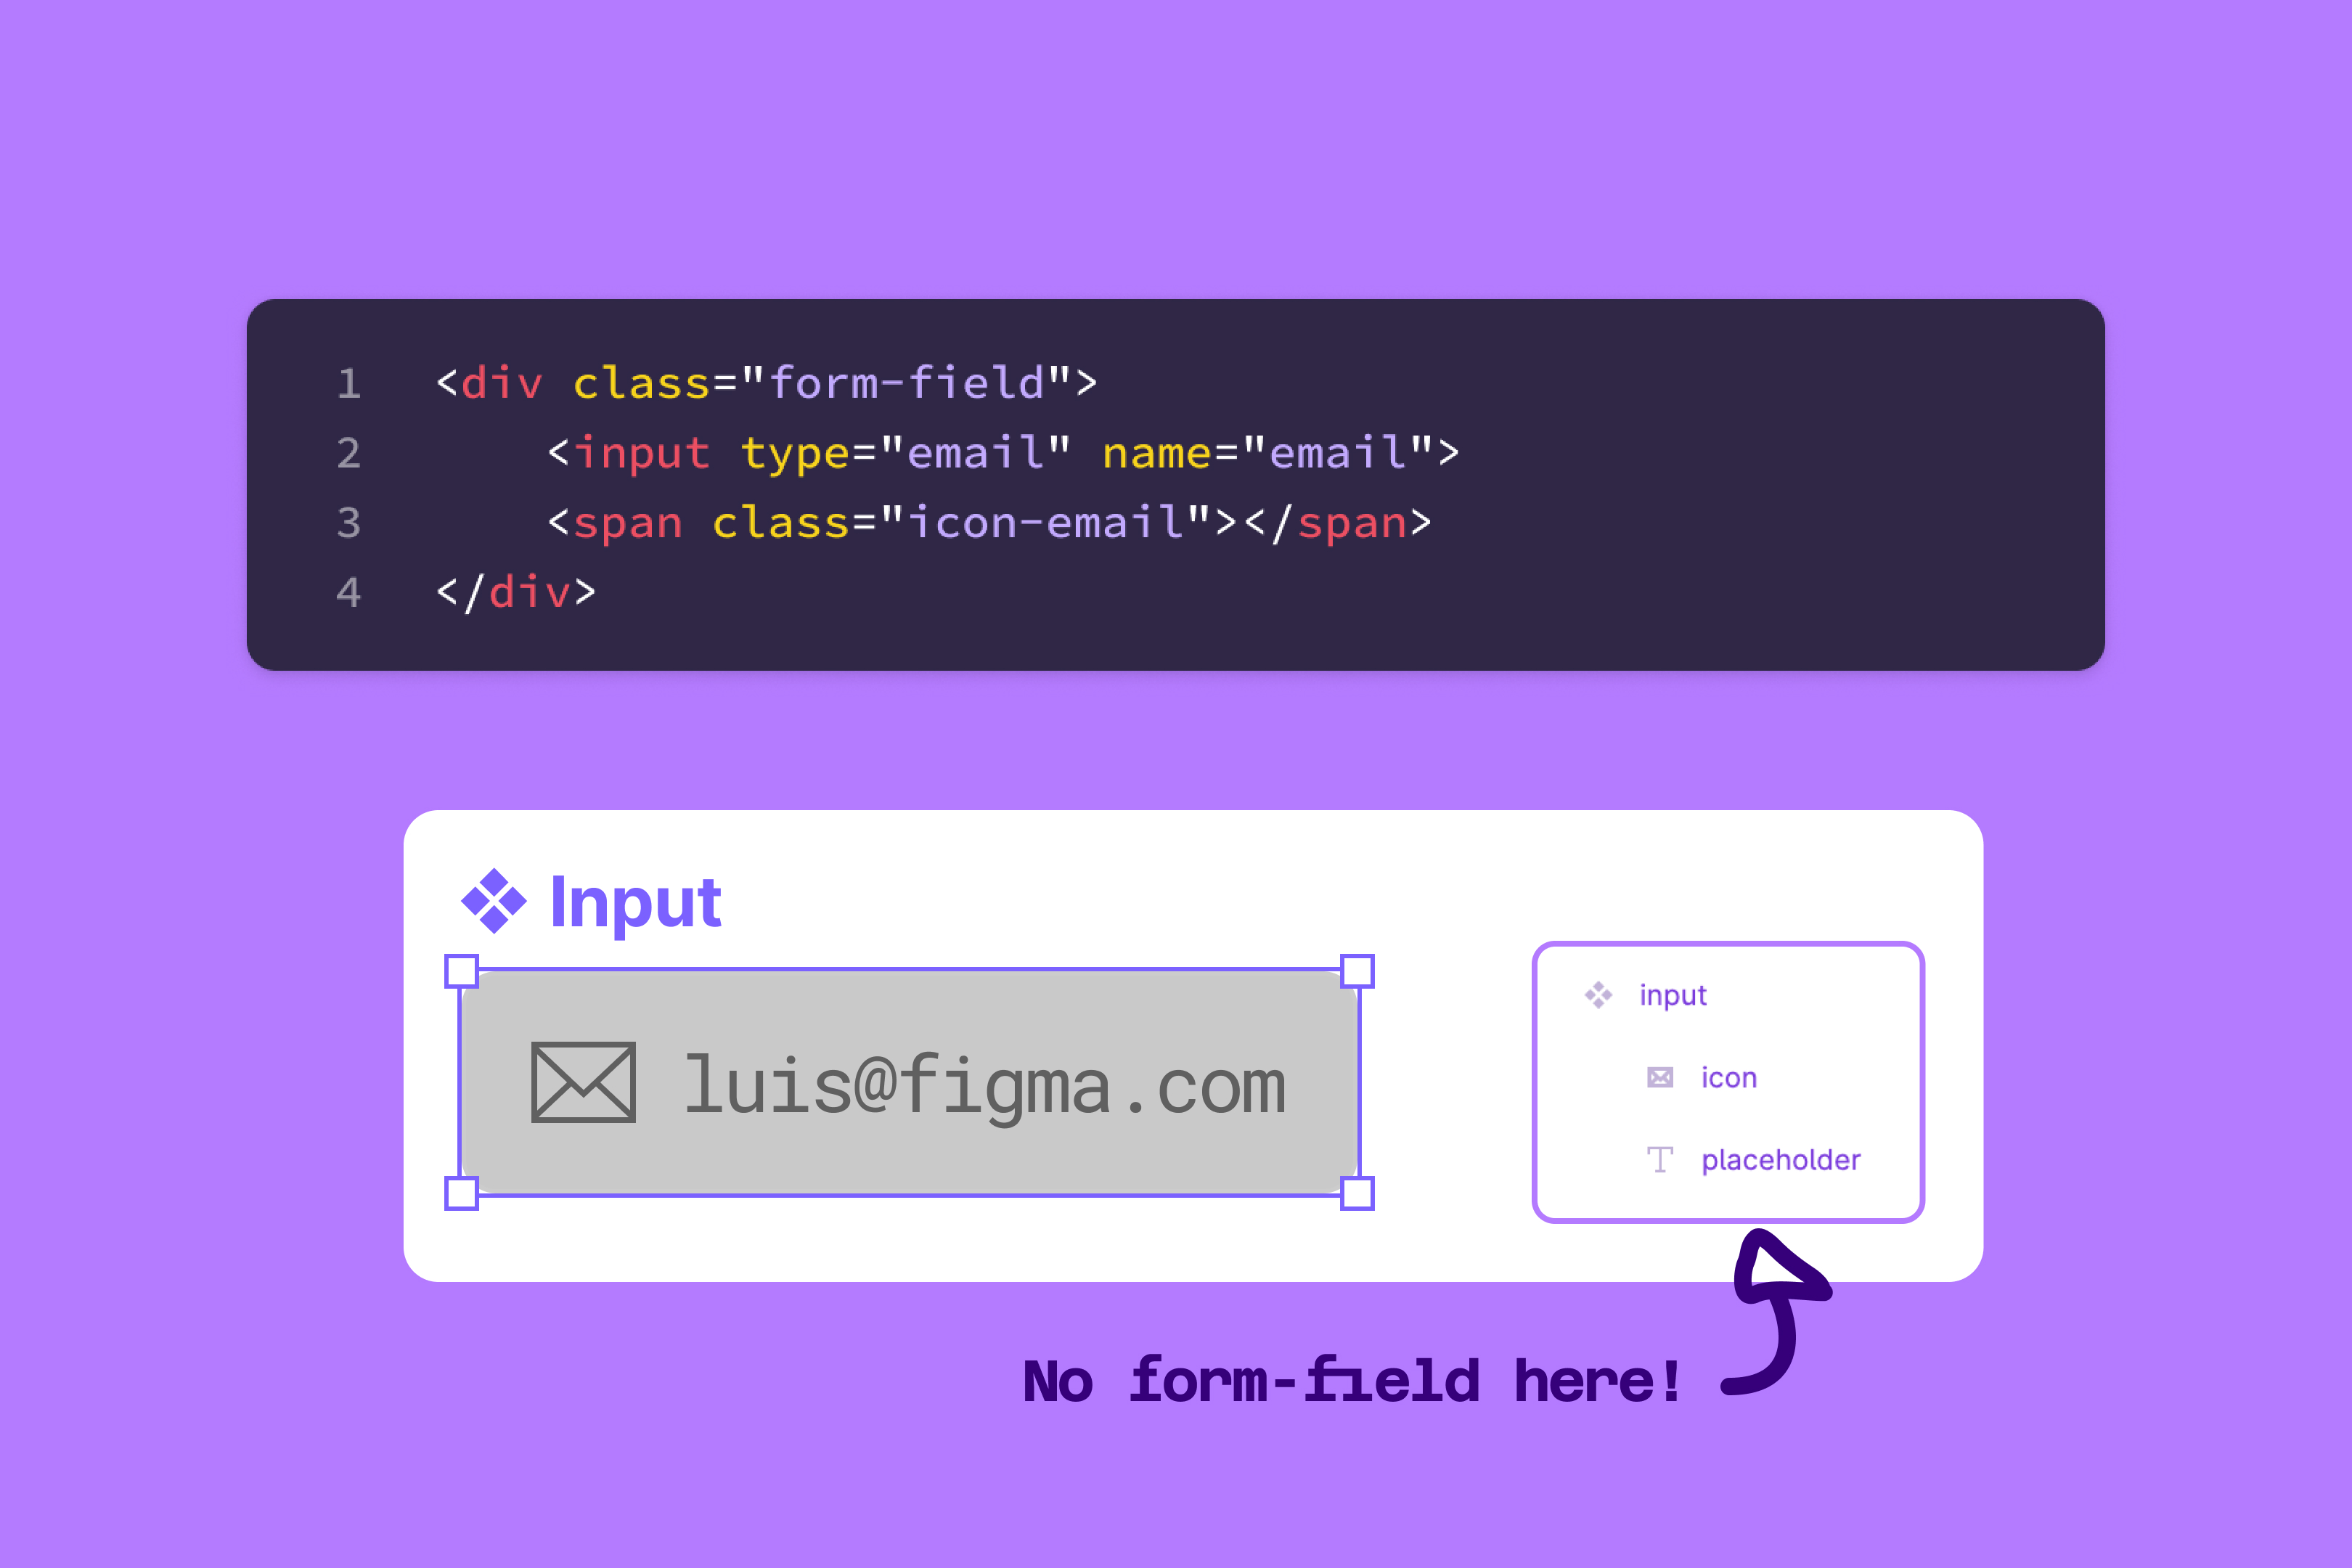 1 <div class="form-field">
2     <input type="email" name="email">
3     <span class="icon-email"></span>
4 </div>
Input
luis@figma.com
input
icon
placeholder
No form-field here!